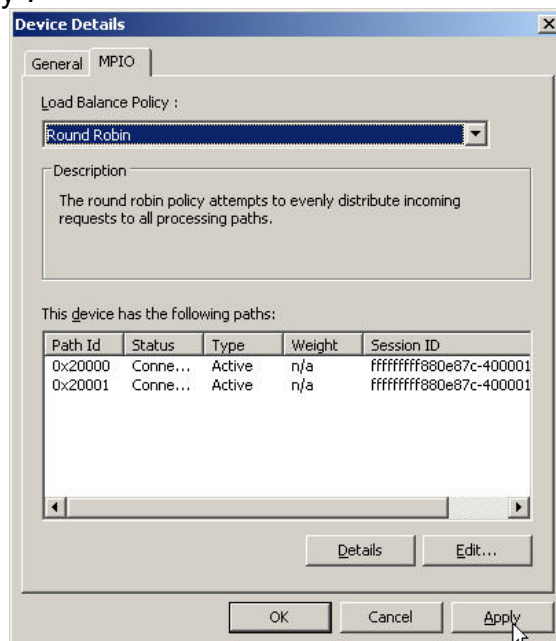 Device Details
General MPIO
Load Balance Policy :
Round Robin
Description
The round robin policy attempts to evenly distribute incoming
requests to all processing paths.
This device has the following paths:
Path Id Status Type Weight Session ID
0x20000 Conne... Active n/a fffffffff880e87c-400001
0x20001 Conne... Active n/a fffffffff880e87c-400001
Details Edit...
OK Cancel Apply